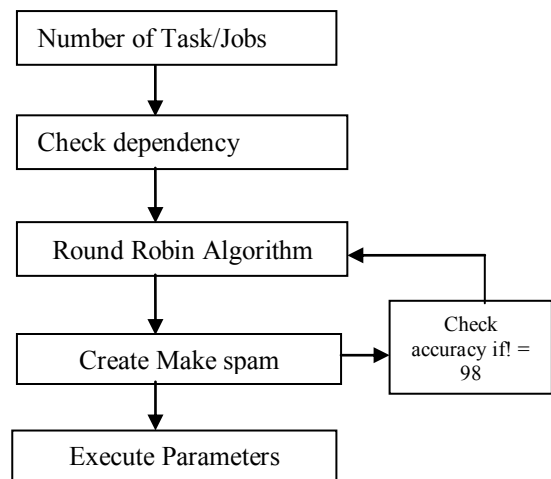 Number of Task/Jobs
Check dependency
Round Robin Algorithm
Create Make spam
Check
accuracy if! =
98
Execute Parameters